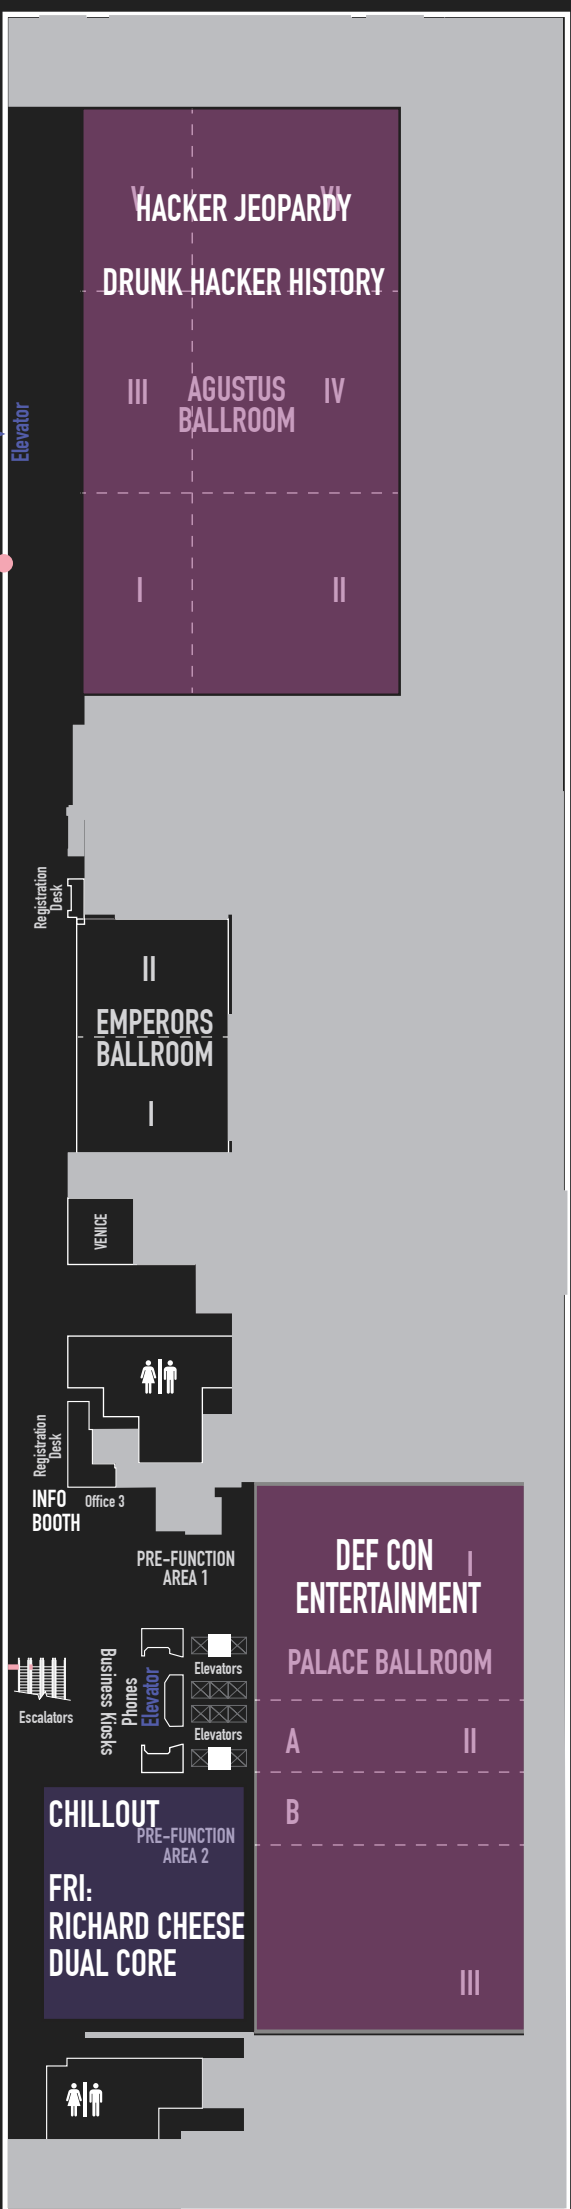 V
VI
HACKER JEOPARDY
DRUNK HACKER HISTORY
III
AGUSTUS
BALLROOM
IV
Elevator
I
II
Registration
Desk
II
EMPERORS
BALLROOM
I
VENICE
Registration
Desk
INFO
BOOTH
Office 3
DEF CON
ENTERTAINMENT
I
PRE-FUNCTION
AREA 1
PALACE BALLROOM
Elevators
Business Kiosks
Phones
Elevator
Escalators
Elevators
A
II
B
CHILLOUT
PRE-FUNCTION
AREA 2
FRI:
RICHARD CHEESE
DUAL CORE
III